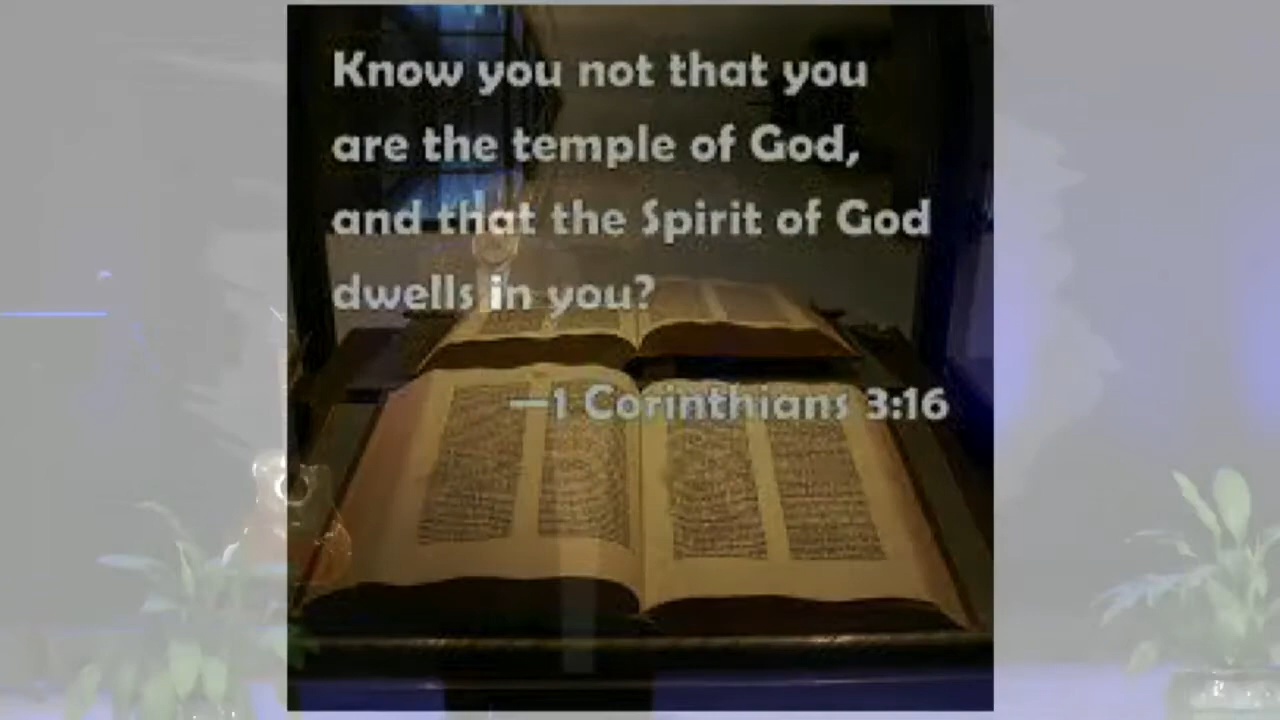 Know you not that you
are the temple of God,
and that the Spirit of God
dwells in you?
—1 Corinthians 3:16